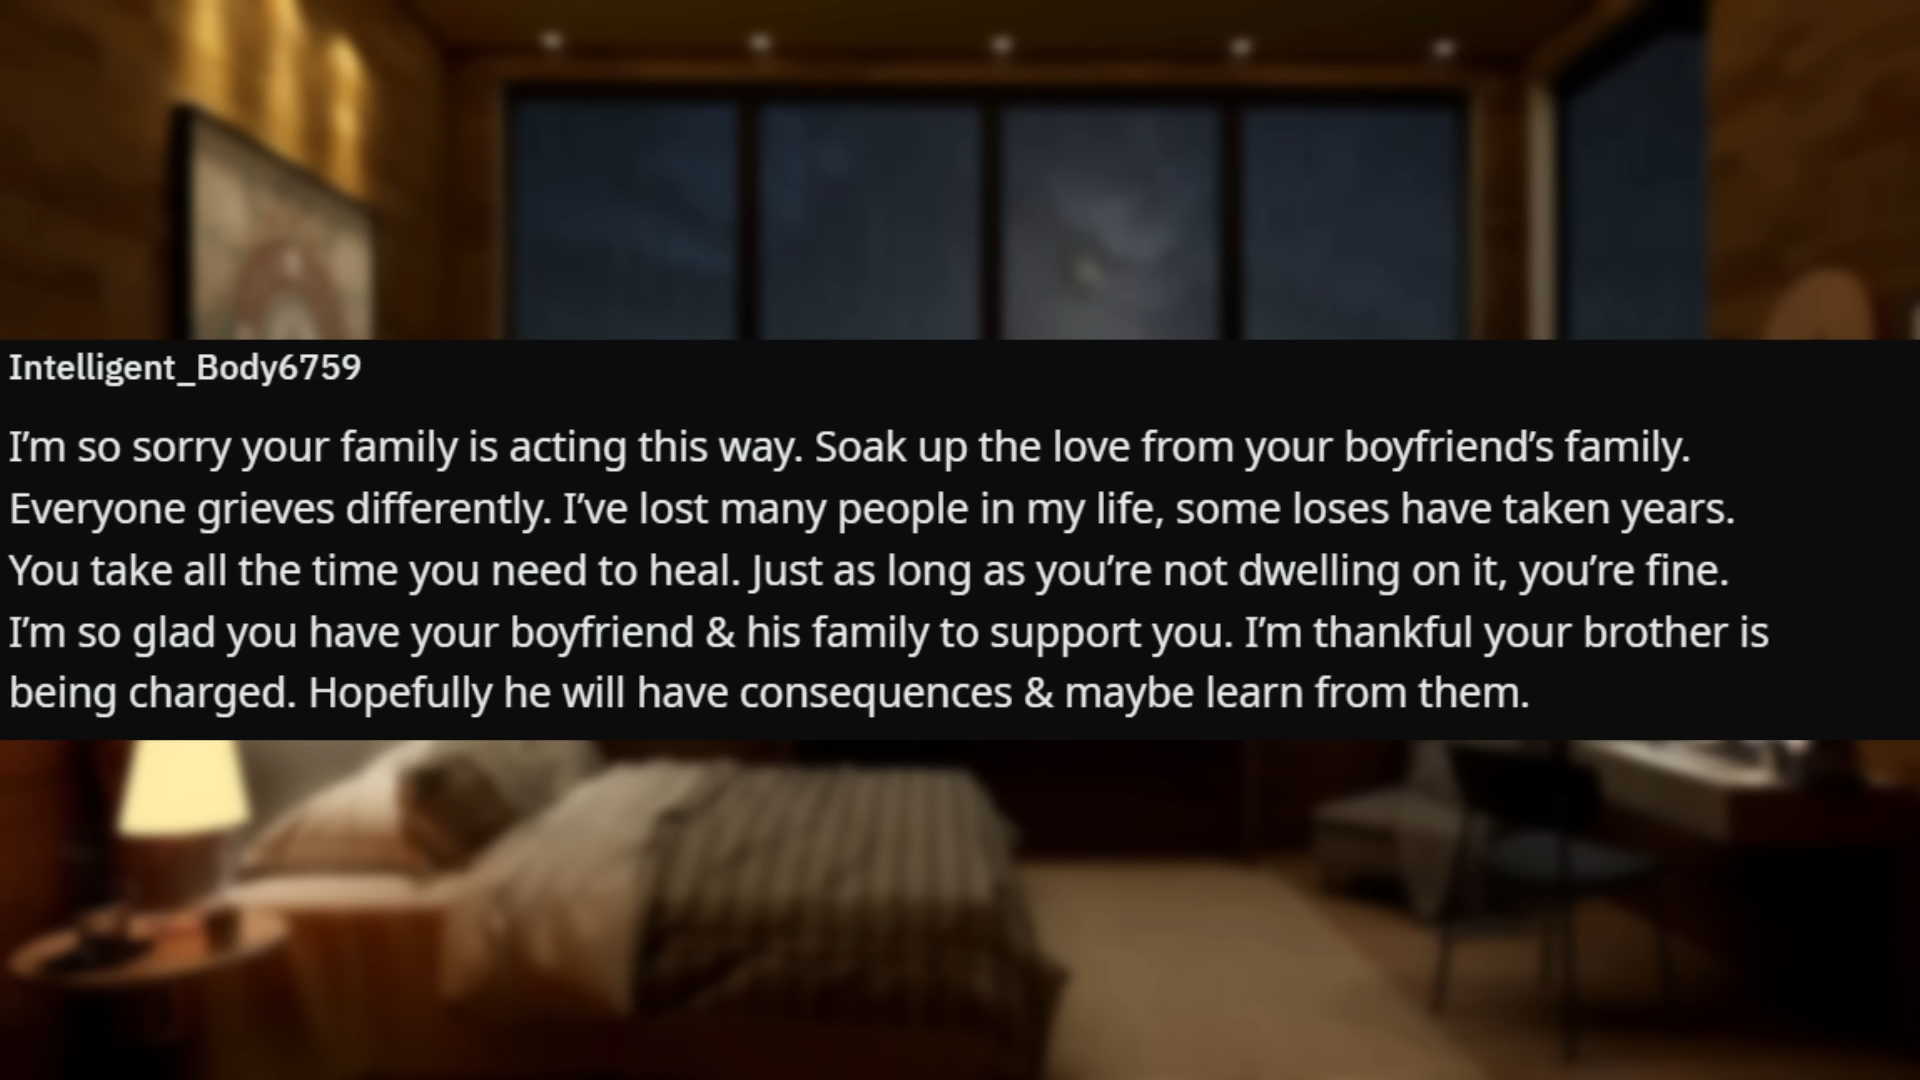 Intelligent_Body6759
I’m so sorry your family is acting this way. Soak up the love from your boyfriend’s family.
Everyone grieves differently. I’ve lost many people in my life, some loses have taken years.
You take all the time you need to heal. Just as long as you’re not dwelling on it, you’re fine.
I’m so glad you have your boyfriend & his family to support you. I’m thankful your brother is
being charged. Hopefully he will have consequences & maybe learn from them.